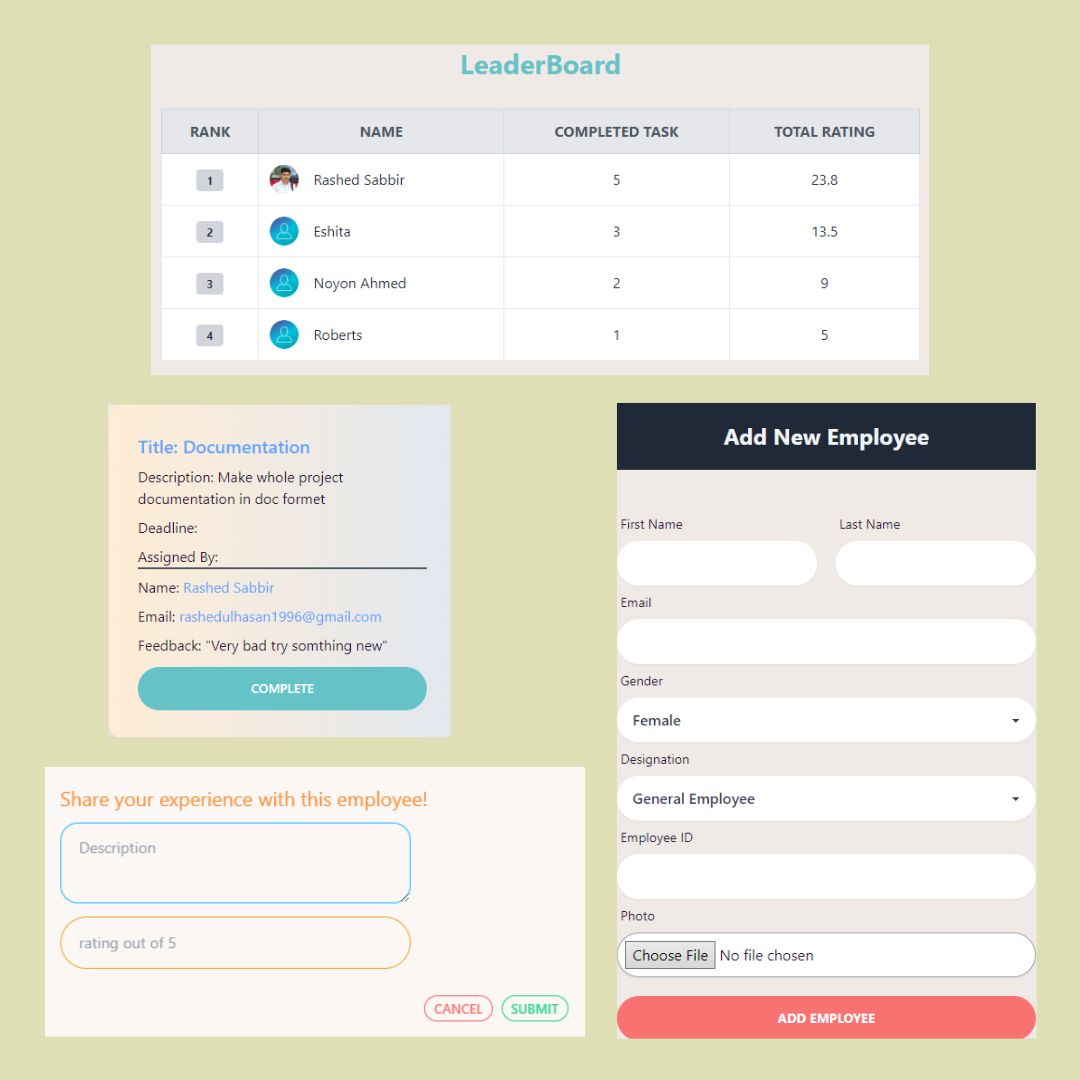 LeaderBoard
RANK NAME COMPLETED TASK TOTAL RATING
1 Rashed Sabbir 5 23.8
2 Eshita 3 13.5
3 Noyon Ahmed 2 9
4 Roberts 1 5
Title: Documentation
Description: Make whole project
documentation in doc formet
Deadline:
Assigned By:
Name: Rashed Sabbir
Email: rashedulhasan1996@gmail.com
Feedback: "Very bad try somthing new"
COMPLETE
Share your experience with this employee!
Description
rating out of 5
CANCEL SUBMIT
Add New Employee
First Name Last Name
Email
Gender
Female
Designation
General Employee
Employee ID
Photo
Choose File No file chosen
ADD EMPLOYEE